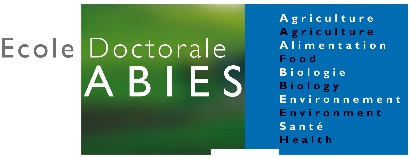 Ecole Doctorale
ABIES
Agriculture
Agriculture
Alimentation
Food
Biologie
Biology
Environnement
Environment
Santé
Health